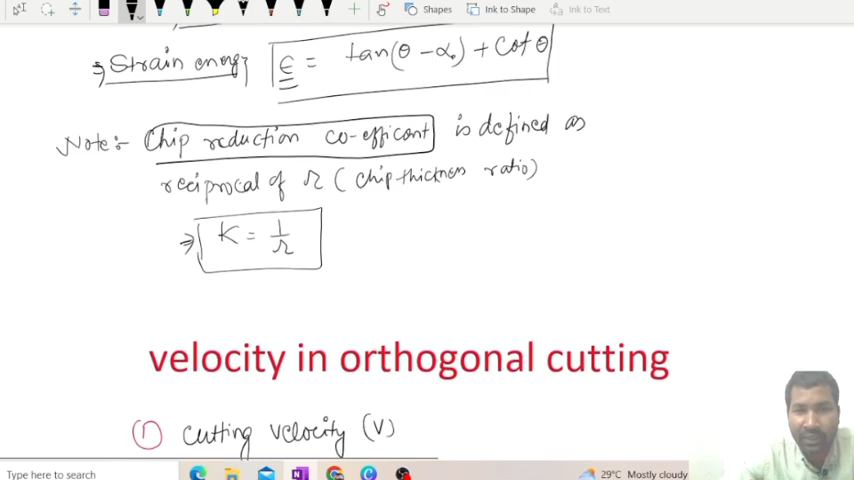 Shapes Ink to Shape Ink to Text
Strain energy ε = tan(θ - α) + Cot θ
Note:- Chip reduction co-efficont is defined as
reciprocal of r (chip thickness ratio)
⇒ K = 1/r
velocity in orthogonal cutting
① cutting velocity (V)
Type here to search 29°C Mostly cloudy